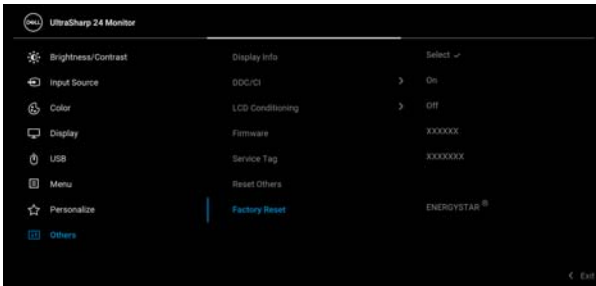 DELL UltraSharp 24 Monitor
Brightness/Contrast Display Info Select ✓
Input Source DDC/CI > On
Color LCD Conditioning > Off
Display Firmware XXXXXX
USB Service Tag XXXXXXX
Menu Reset Others
Personalize Factory Reset ENERGYSTAR ®
Others
< Exit